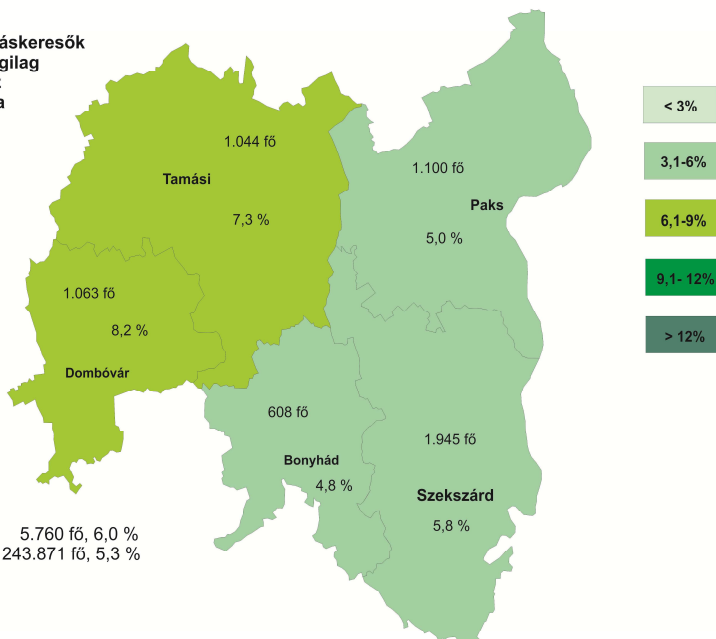 áskeresők
gilag
a
1.044 fő
Tamási
7,3 %
1.100 fő
Paks
5,0 %
1.063 fő
8,2 %
Dombóvár
608 fő
Bonyhád
4,8 %
1.945 fő
Szekszárd
5,8 %
5.760 fő, 6,0 %
243.871 fő, 5,3 %
< 3%
3,1-6%
6,1-9%
9,1- 12%
> 12%